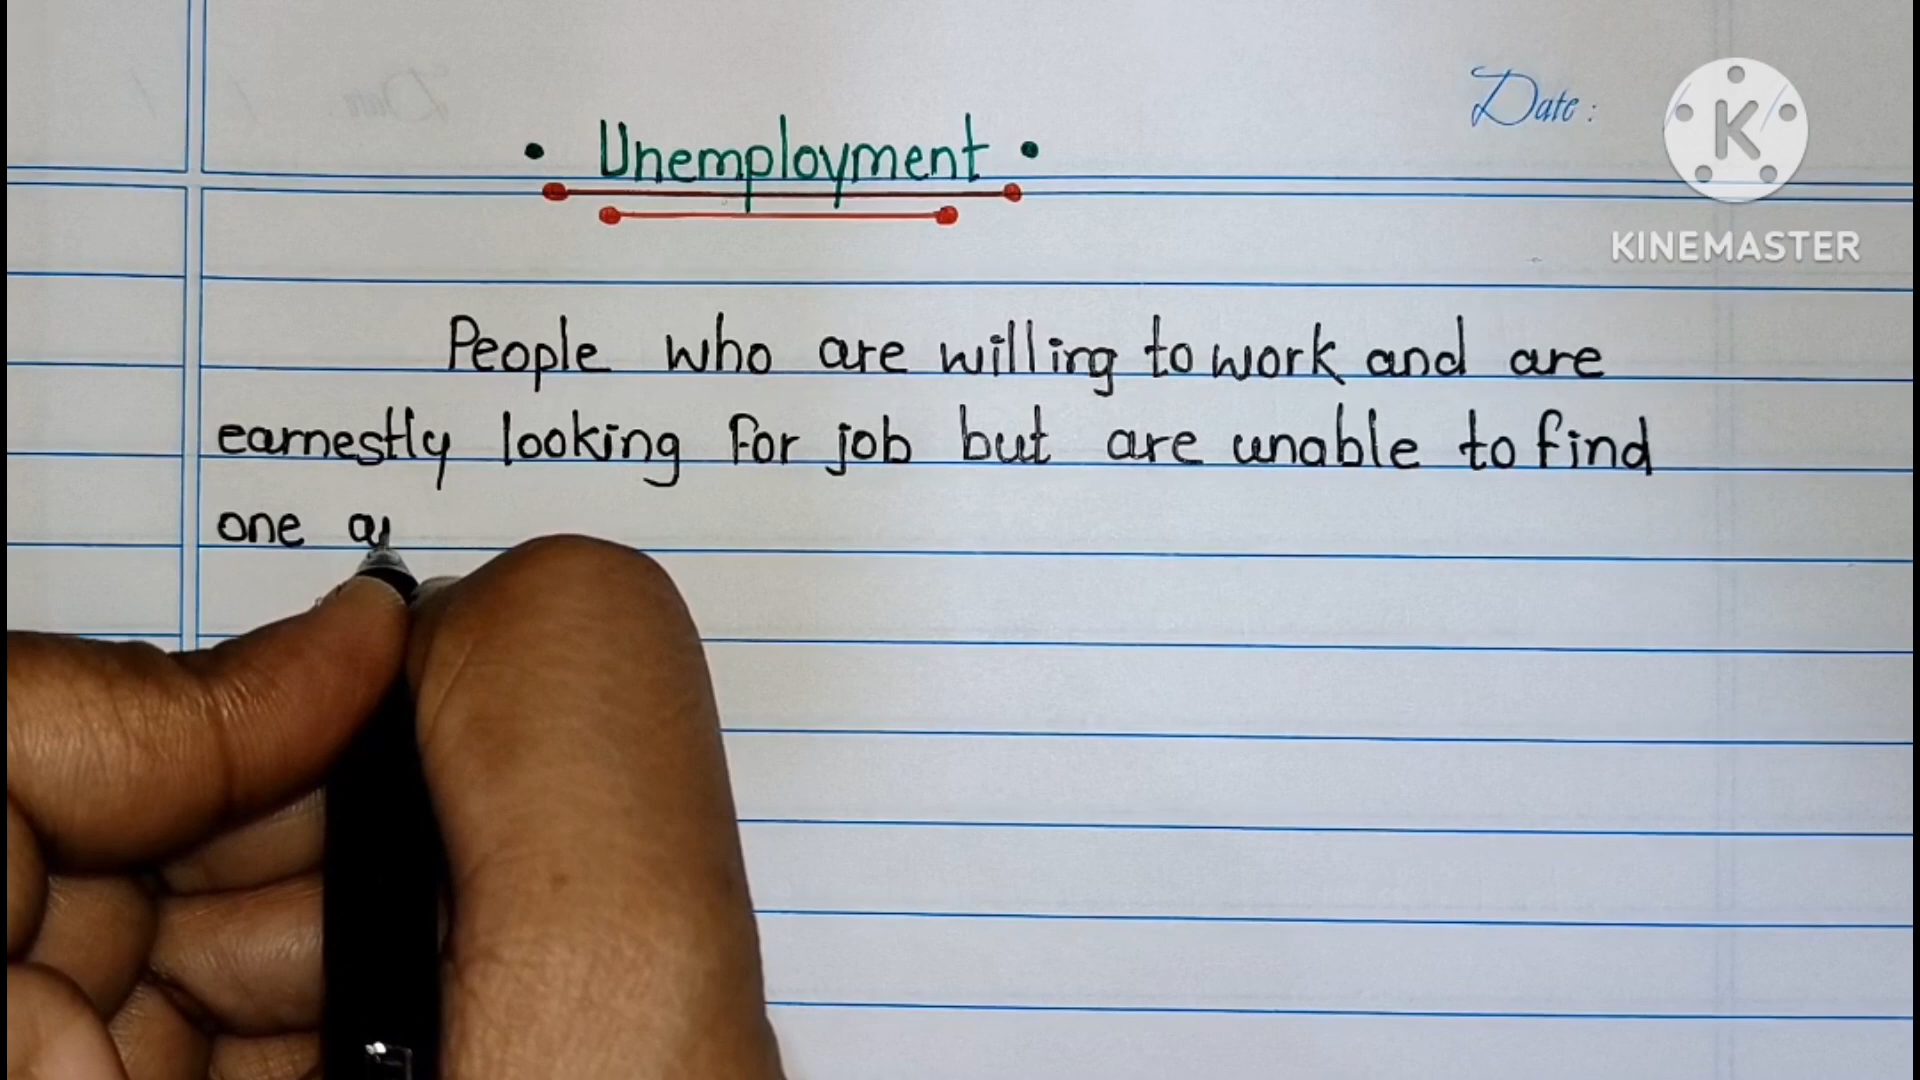 Date :
• Unemployment •
KINEMASTER
People who are willing to work and are
earnestly looking for job but are unable to find
one